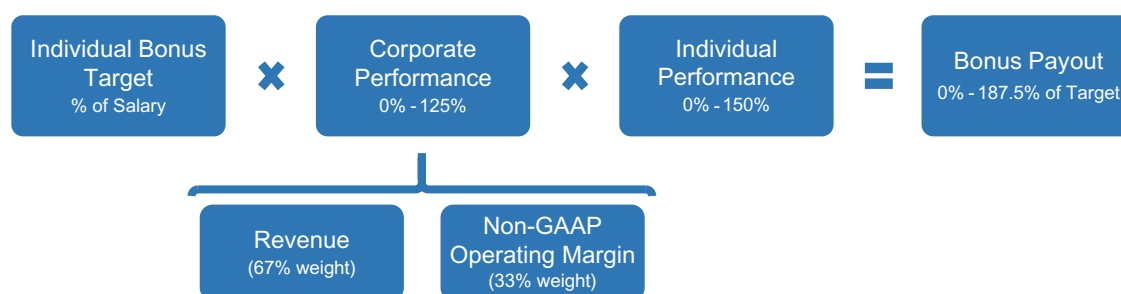 Individual Bonus
Target
% of Salary
Corporate
Performance
0% - 125%
Individual
Performance
0% - 150%
Bonus Payout
0% - 187.5% of Target
Revenue
(67% weight)
Non-GAAP
Operating Margin
(33% weight)